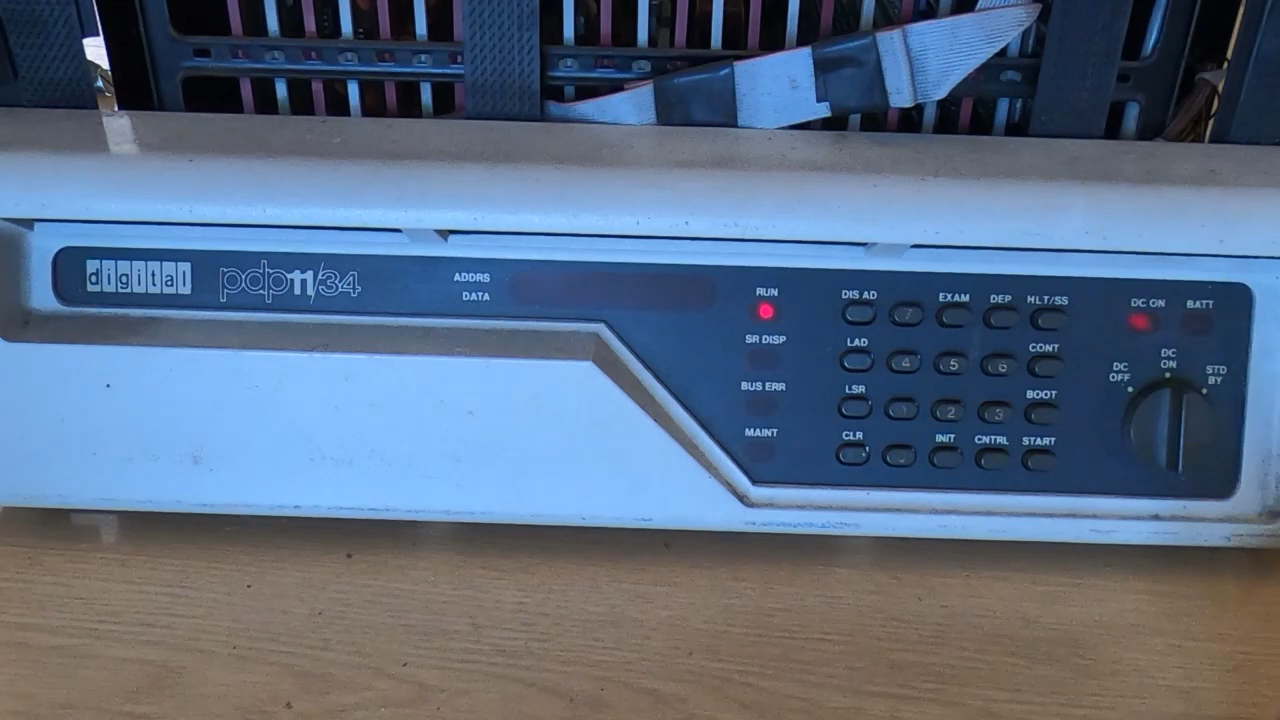 digital pdp11/34
ADDRS
DATA
RUN
SR DISP
BUS ERR
MAINT
DIS AD 7 EXAM DEP HLT/SS
LAD 4 5 6 CONT
LSR 1 2 3 BOOT
CLR INIT CNTRL START
DC ON BATT
DC OFF
DC ON
STD BY